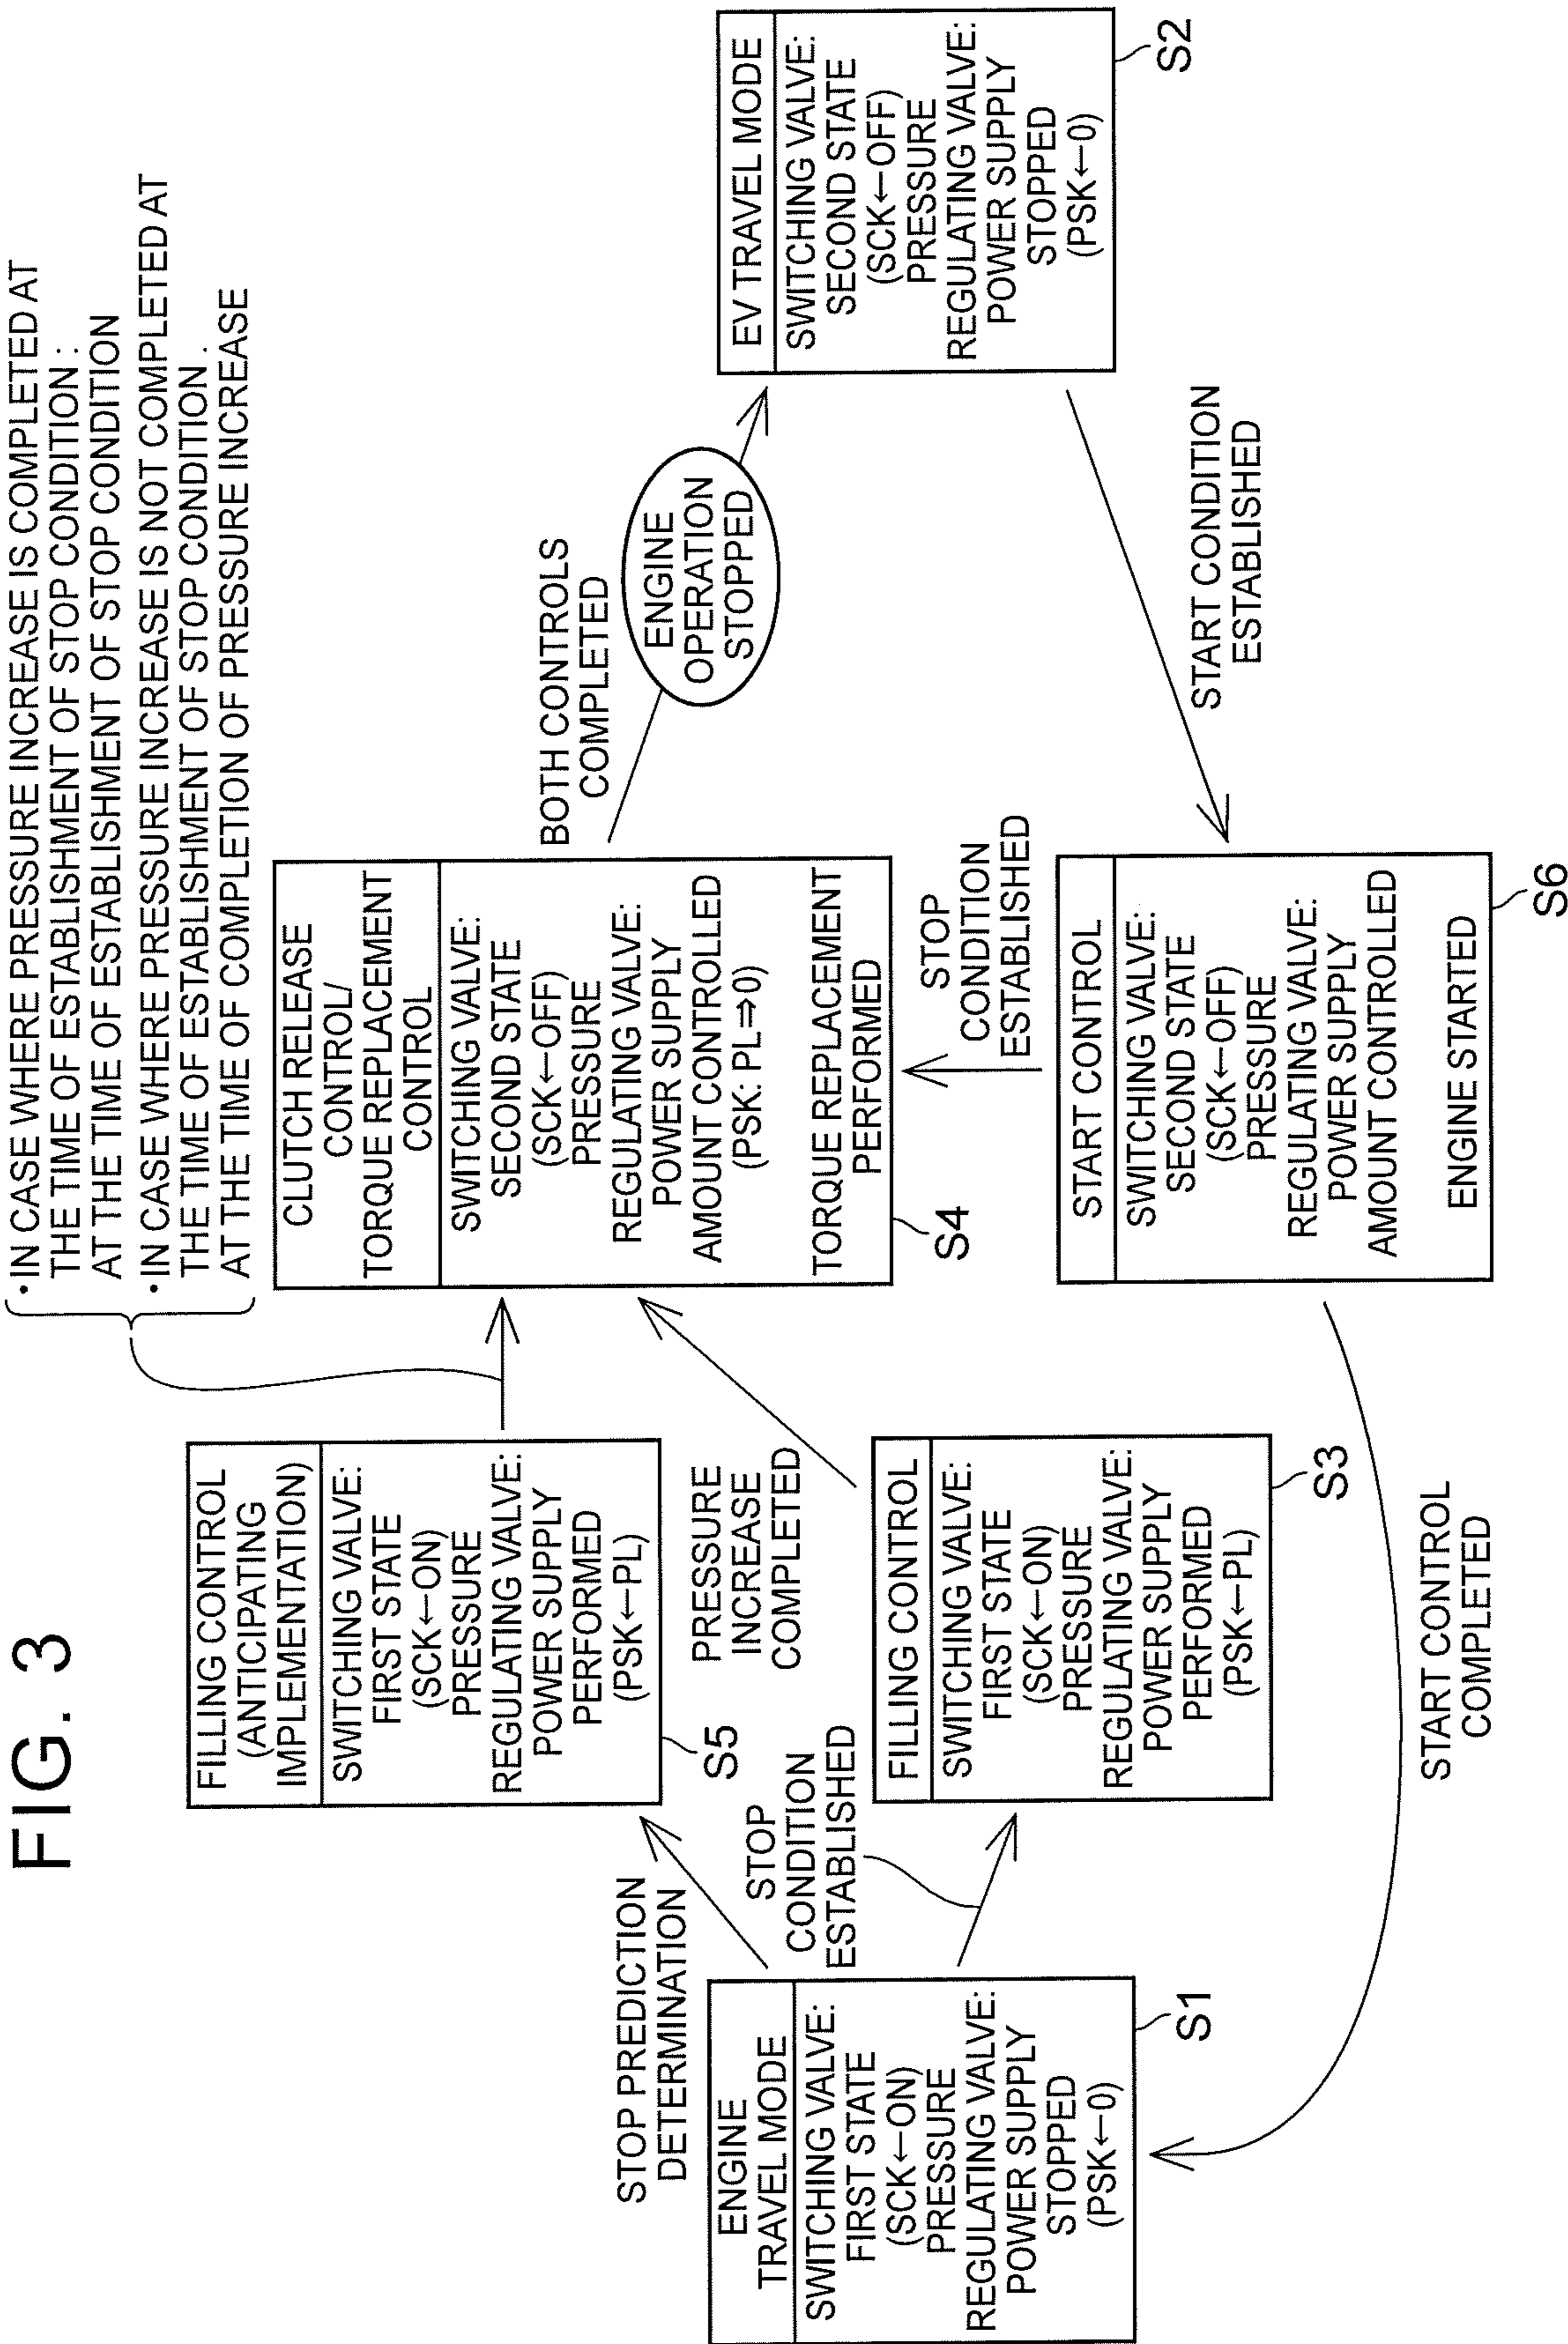 FIG. 3
·IN CASE WHERE PRESSURE INCREASE IS COMPLETED AT
THE TIME OF ESTABLISHMENT OF STOP CONDITION :
AT THE TIME OF ESTABLISHMENT OF STOP CONDITION
·IN CASE WHERE PRESSURE INCREASE IS NOT COMPLETED AT
THE TIME OF ESTABLISHMENT OF STOP CONDITION .
AT THE TIME OF COMPLETION OF PRESSURE INCREASE
ENGINE
TRAVEL MODE
SWITCHING VALVE:
FIRST STATE
(SCK←ON)
PRESSURE
REGULATING VALVE:
POWER SUPPLY
STOPPED
(PSK←0)
S1
STOP PREDICTION
DETERMINATION
STOP
CONDITION
ESTABLISHED
FILLING CONTROL
(ANTICIPATING
IMPLEMENTATION)
SWITCHING VALVE:
FIRST STATE
(SCK←ON)
PRESSURE
REGULATING VALVE:
POWER SUPPLY
PERFORMED
(PSK←PL)
S5
PRESSURE
INCREASE
COMPLETED
FILLING CONTROL
SWITCHING VALVE:
FIRST STATE
(SCK←ON)
PRESSURE
REGULATING VALVE:
POWER SUPPLY
PERFORMED
(PSK←PL)
S3
CLUTCH RELEASE
CONTROL/
TORQUE REPLACEMENT
CONTROL
SWITCHING VALVE:
SECOND STATE
(SCK←OFF)
PRESSURE
REGULATING VALVE:
POWER SUPPLY
AMOUNT CONTROLLED
(PSK: PL⇒0)
TORQUE REPLACEMENT
PERFORMED
S4
STOP
CONDITION
ESTABLISHED
START CONTROL
SWITCHING VALVE:
SECOND STATE
(SCK←OFF)
PRESSURE
REGULATING VALVE:
POWER SUPPLY
AMOUNT CONTROLLED
ENGINE STARTED
S6
START CONTROL
COMPLETED
BOTH CONTROLS
COMPLETED
ENGINE
OPERATION
STOPPED
EV TRAVEL MODE
SWITCHING VALVE:
SECOND STATE
(SCK←OFF)
PRESSURE
REGULATING VALVE:
POWER SUPPLY
STOPPED
(PSK←0)
S2
START CONDITION
ESTABLISHED